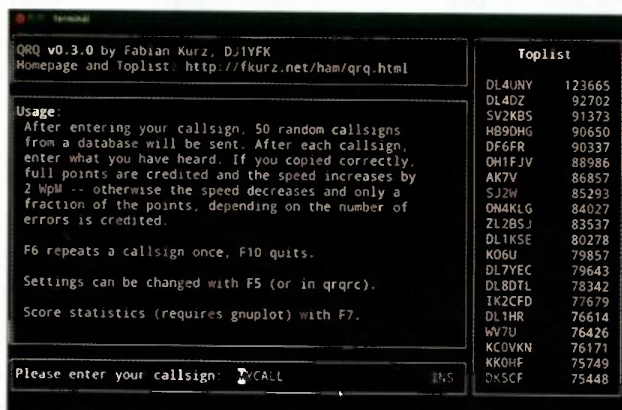 Terminal
QRQ v0.3.0 by Fabian Kurz, DJ1YFK
Homepage and Toplist: http://fkurz.net/ham/qrq.html
Usage:
After entering your callsign, 50 random callsigns
from a database will be sent. After each callsign,
enter what you have heard. If you copied correctly,
full points are credited and the speed increases by
2 WpM -- otherwise the speed decreases and only a
fraction of the points, depending on the number of
errors is credited.
F6 repeats a callsign once, F10 quits.
Settings can be changed with F5 (or in qrqrc).
Score statistics (requires gnuplot) with F7.
Please enter your callsign: MYCALL INS
Toplist
DL4UNY 123665
DL4DZ 92702
SV2KBS 91373
HB9DHG 90650
DF6FR 90337
OH1FJV 88986
AK7V 86857
SJ2W 85293
ON4KLG 84027
ZL2BSJ 83537
DL1KSE 80278
KO6U 79857
DL7YEC 79643
DL8DTL 78342
IK2CFD 77679
DL1HR 76614
WV7U 76426
KC0VKN 76171
KK0HF 75749
DK5CF 75448